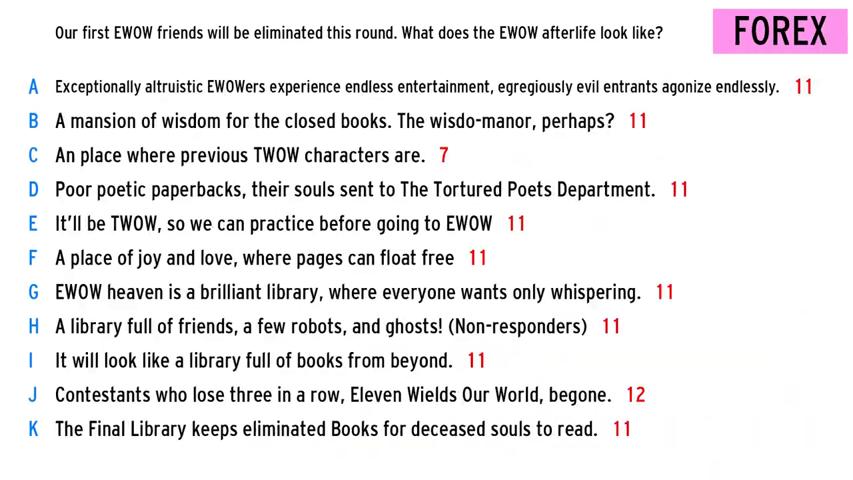 Our first EWOW friends will be eliminated this round. What does the EWOW afterlife look like?
FOREX
A Exceptionally altruistic EWOWers experience endless entertainment, egregiously evil entrants agonize endlessly. 11
B A mansion of wisdom for the closed books. The wisdo-manor, perhaps? 11
C An place where previous TWOW characters are. 7
D Poor poetic paperbacks, their souls sent to The Tortured Poets Department. 11
E It'll be TWOW, so we can practice before going to EWOW 11
F A place of joy and love, where pages can float free 11
G EWOW heaven is a brilliant library, where everyone wants only whispering. 11
H A library full of friends, a few robots, and ghosts! (Non-responders) 11
I It will look like a library full of books from beyond. 11
J Contestants who lose three in a row, Eleven Wields Our World, begone. 12
K The Final Library keeps eliminated Books for deceased souls to read. 11